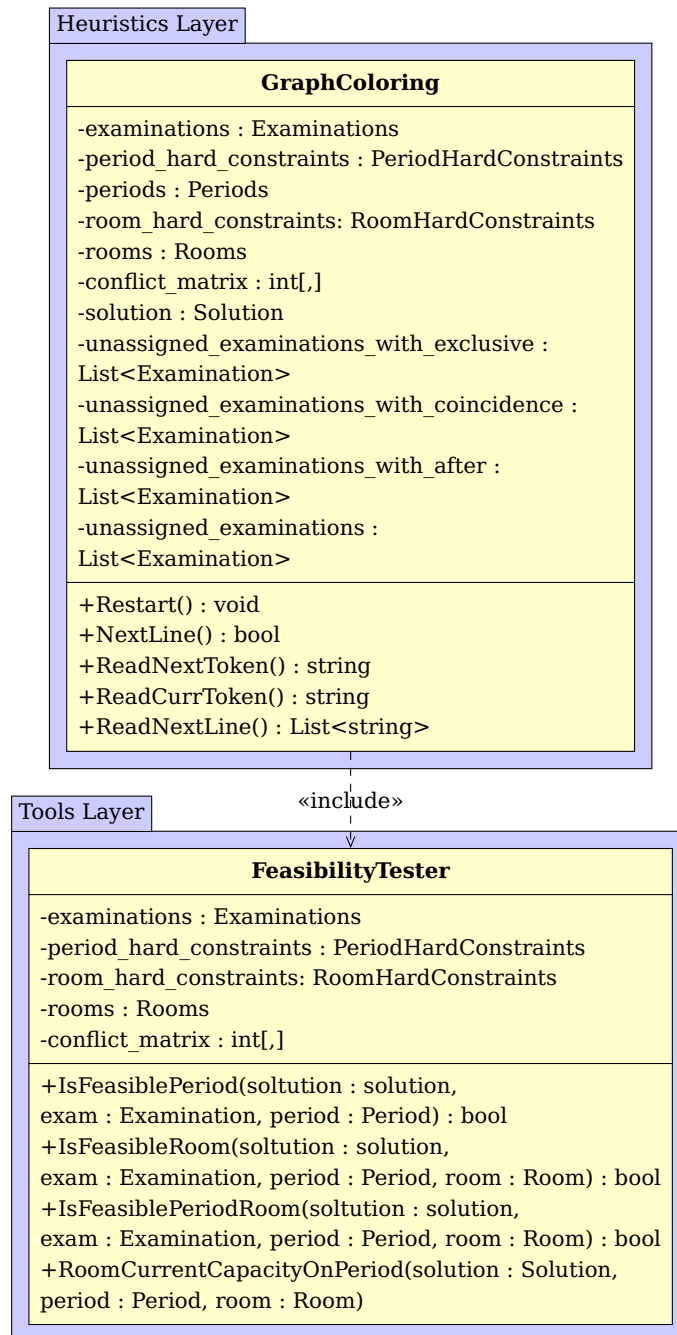 Heuristics Layer
GraphColoring
-examinations : Examinations
-period_hard_constraints : PeriodHardConstraints
-periods : Periods
-room_hard_constraints: RoomHardConstraints
-rooms : Rooms
-conflict_matrix : int[,]
-solution : Solution
-unassigned_examinations_with_exclusive :
List<Examination>
-unassigned_examinations_with_coincidence :
List<Examination>
-unassigned_examinations_with_after :
List<Examination>
-unassigned_examinations :
List<Examination>
+Restart() : void
+NextLine() : bool
+ReadNextToken() : string
+ReadCurrToken() : string
+ReadNextLine() : List<string>
«include»
Tools Layer
FeasibilityTester
-examinations : Examinations
-period_hard_constraints : PeriodHardConstraints
-room_hard_constraints: RoomHardConstraints
-rooms : Rooms
-conflict_matrix : int[,]
+IsFeasiblePeriod(soltution : solution,
exam : Examination, period : Period) : bool
+IsFeasibleRoom(soltution : solution,
exam : Examination, period : Period, room : Room) : bool
+IsFeasiblePeriodRoom(soltution : solution,
exam : Examination, period : Period, room : Room) : bool
+RoomCurrentCapacityOnPeriod(solution : Solution,
period : Period, room : Room)